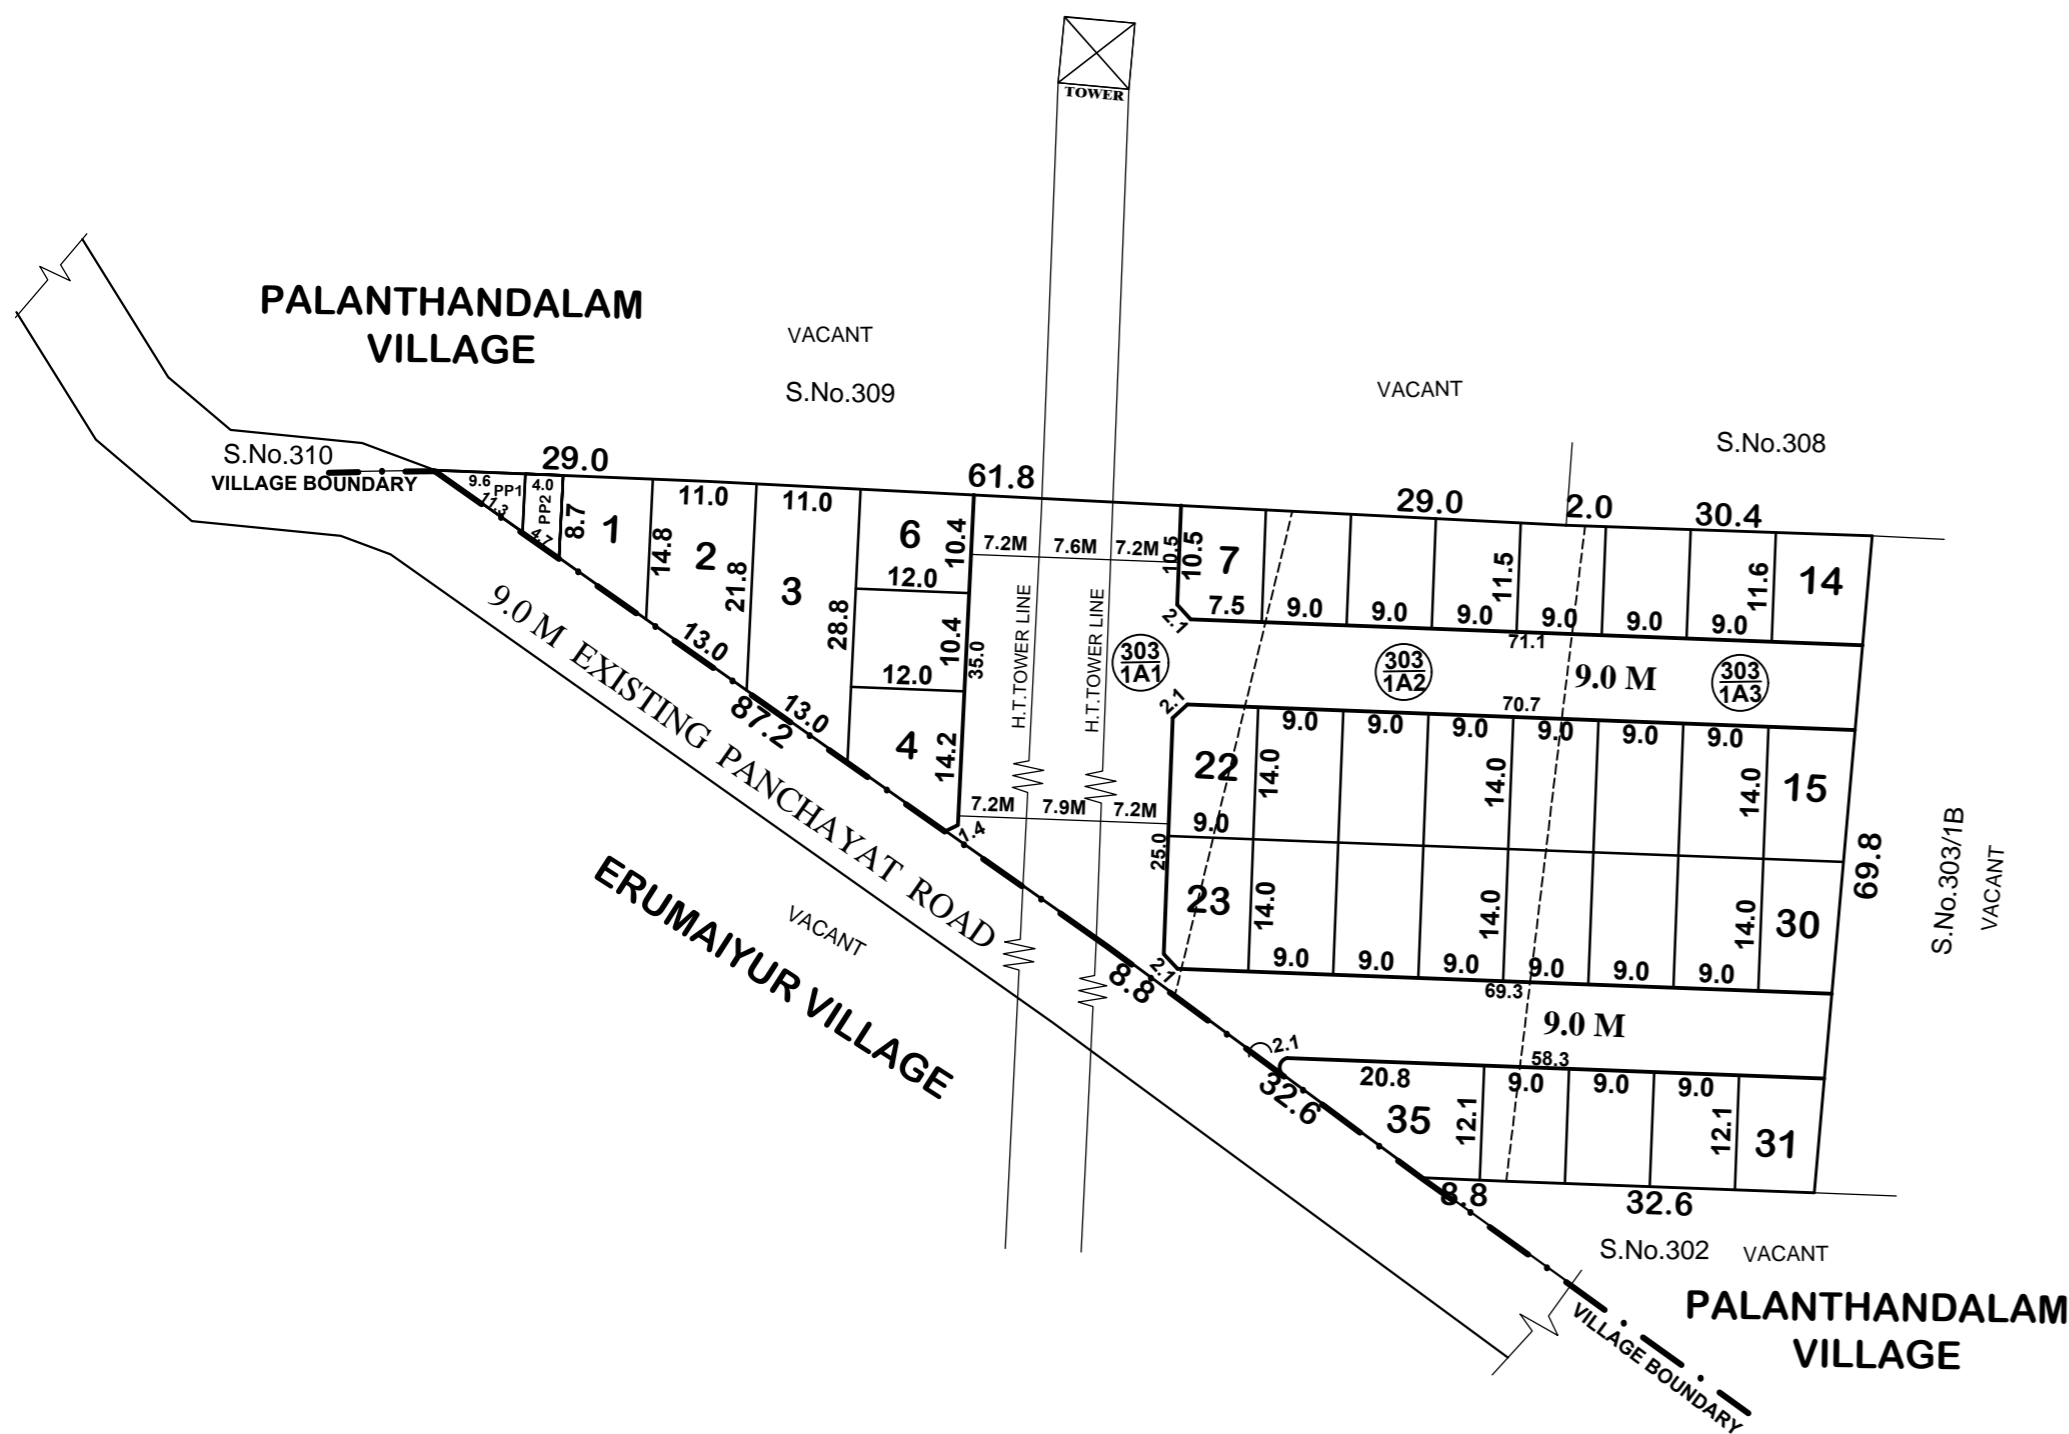 TOWER
PALANTHANDALAM
VILLAGE
VACANT
S.No.309
VACANT
S.No.308
S.No.310
VILLAGE BOUNDARY
29.0
61.8
29.0
2.0
30.4
9.6
PP1
11.3
4.0
PP2
4.7
8.7
1
11.0
14.8
2
21.8
11.0
3
28.8
13.0
13.0
87.2
6
10.4
12.0
10.4
12.0
35.0
4
14.2
7.4
7.2M
7.6M
7.2M
10.5
10.5
H.T.TOWER LINE
H.T.TOWER LINE
7.2M
7.9M
7.2M
7
7.5
9.0
9.0
9.0
11.5
9.0
9.0
9.0
11.6
14
2.1
71.1
303
1A1
303
1A2
9.0 M
303
1A3
2.1
70.7
9.0
9.0
9.0
9.0
9.0
9.0
22
14.0
14.0
14.0
15
9.0
25.0
23
14.0
14.0
14.0
30
9.0
9.0
9.0
9.0
9.0
9.0
2.1
69.3
69.8
S.No.303/1B
VACANT
9.0 M EXISTING PANCHAYAT ROAD
VACANT
ERUMAIYUR VILLAGE
8.8
9.0 M
2.1
58.3
32.6
20.8
9.0
9.0
9.0
35
12.1
12.1
31
8.8
32.6
S.No.302
VACANT
PALANTHANDALAM
VILLAGE
VILLAGE BOUNDARY